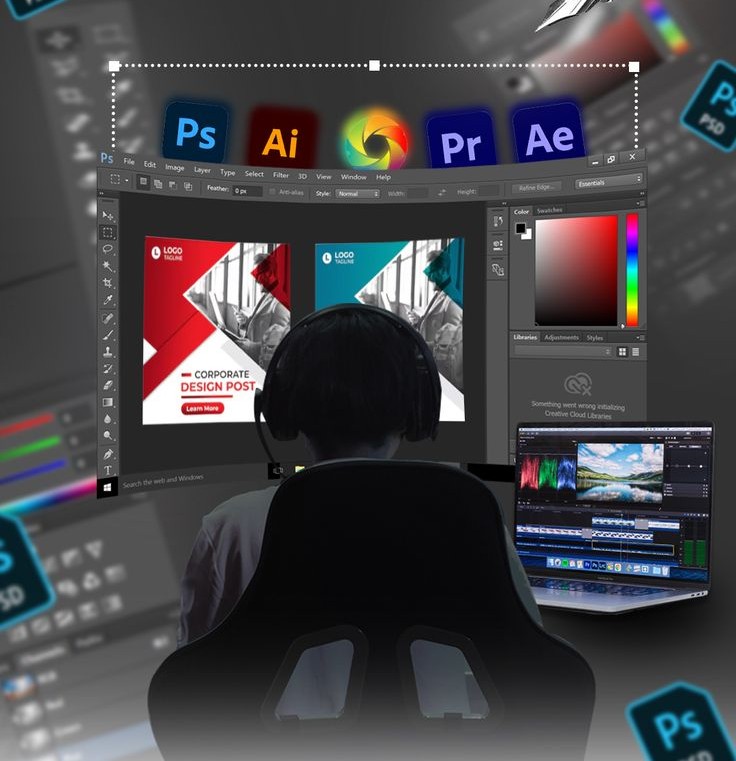 Ps
PSD
Ps
Ai
Pr
Ae
Ps File Edit Image Layer Type Select Filter 3D View Window Help
Feather: 0 px Anti-alias Style: Normal Width: Height: Refine Edge... Essentials
Color Swatches
LOGO
TAGLINE
LOGO
TAGLINE
CORPORATE
DESIGN POST
Learn More
Libraries Adjustments Styles
Something went wrong initializing
Creative Cloud Libraries
Search the web and Windows
Ps